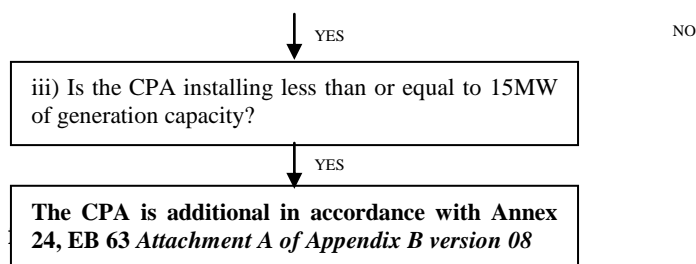 YES
NO
iii) Is the CPA installing less than or equal to 15MW
of generation capacity?
YES
The CPA is additional in accordance with Annex
24, EB 63 Attachment A of Appendix B version 08